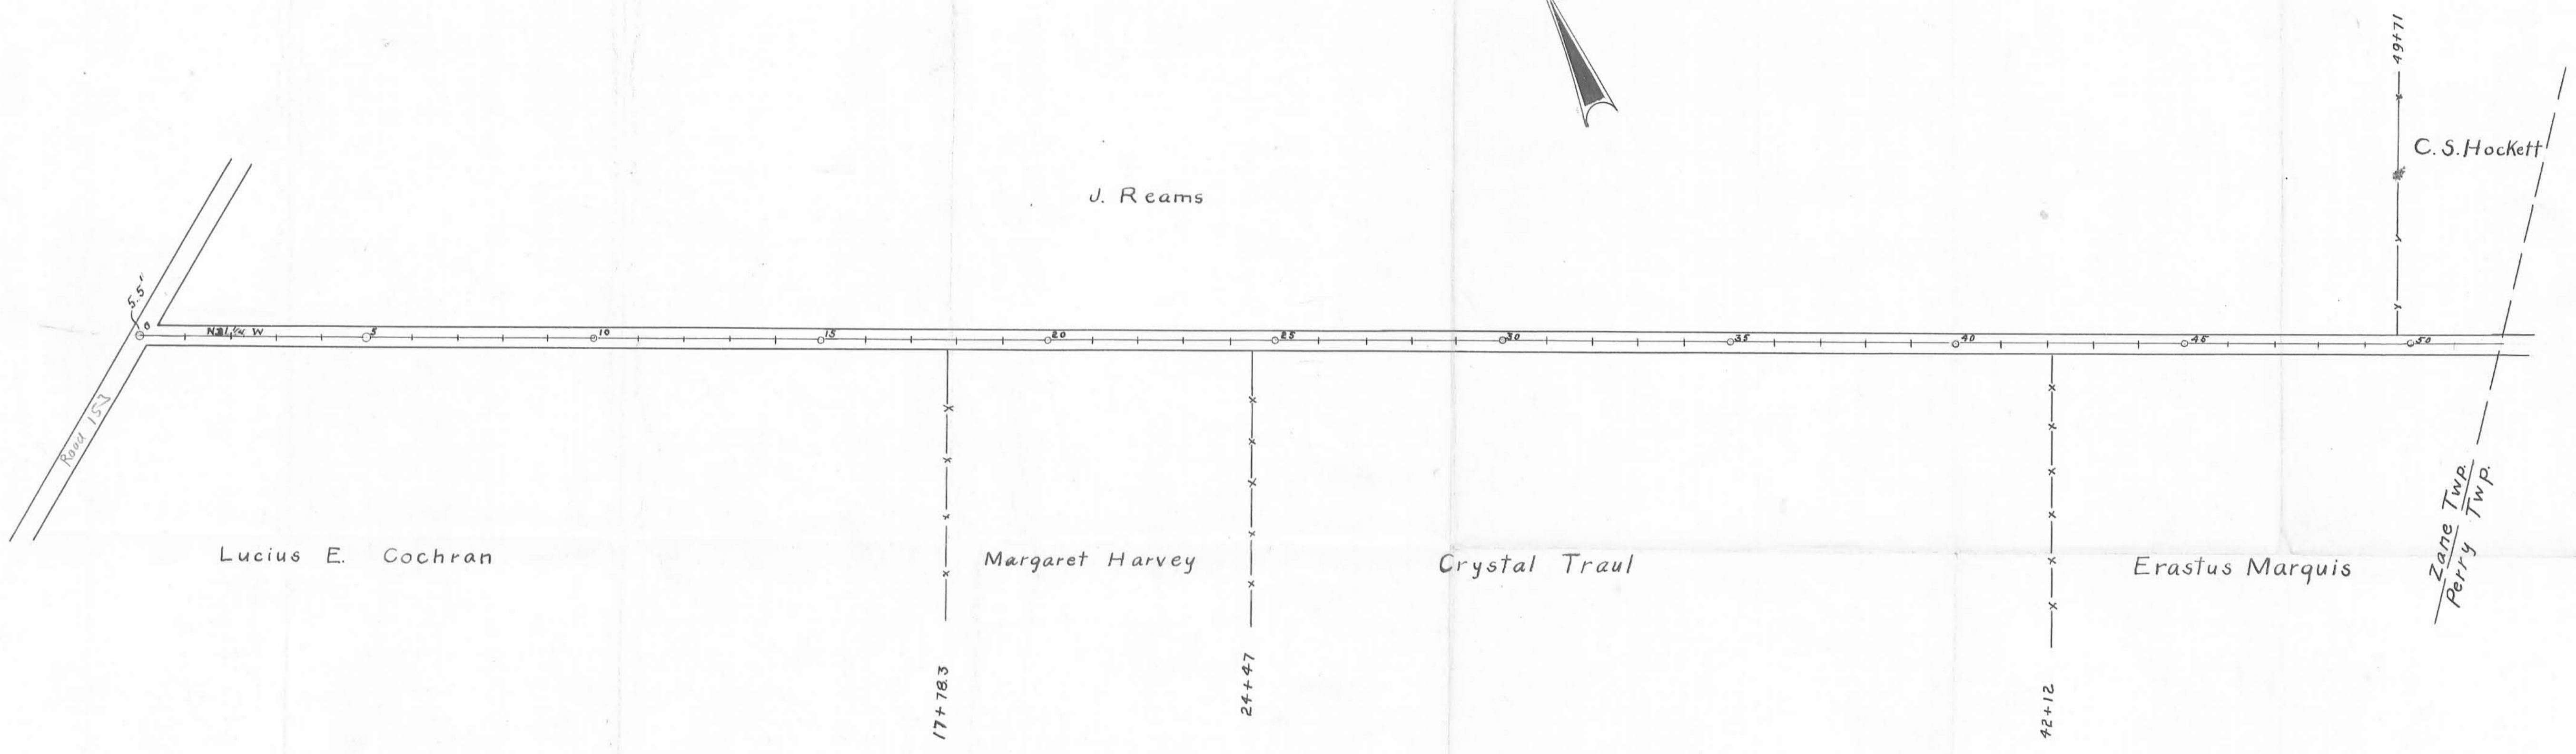 49+71
C. S. Hockett
J. Reams
5.5'
0
5
10
15
20
25
30
35
40
45
50
Road 153
Lucius E. Cochran
Margaret Harvey
Crystal Traul
Erastus Marquis
Zane Twp.
Perry Twp.
17+78.3
24+47
42+12